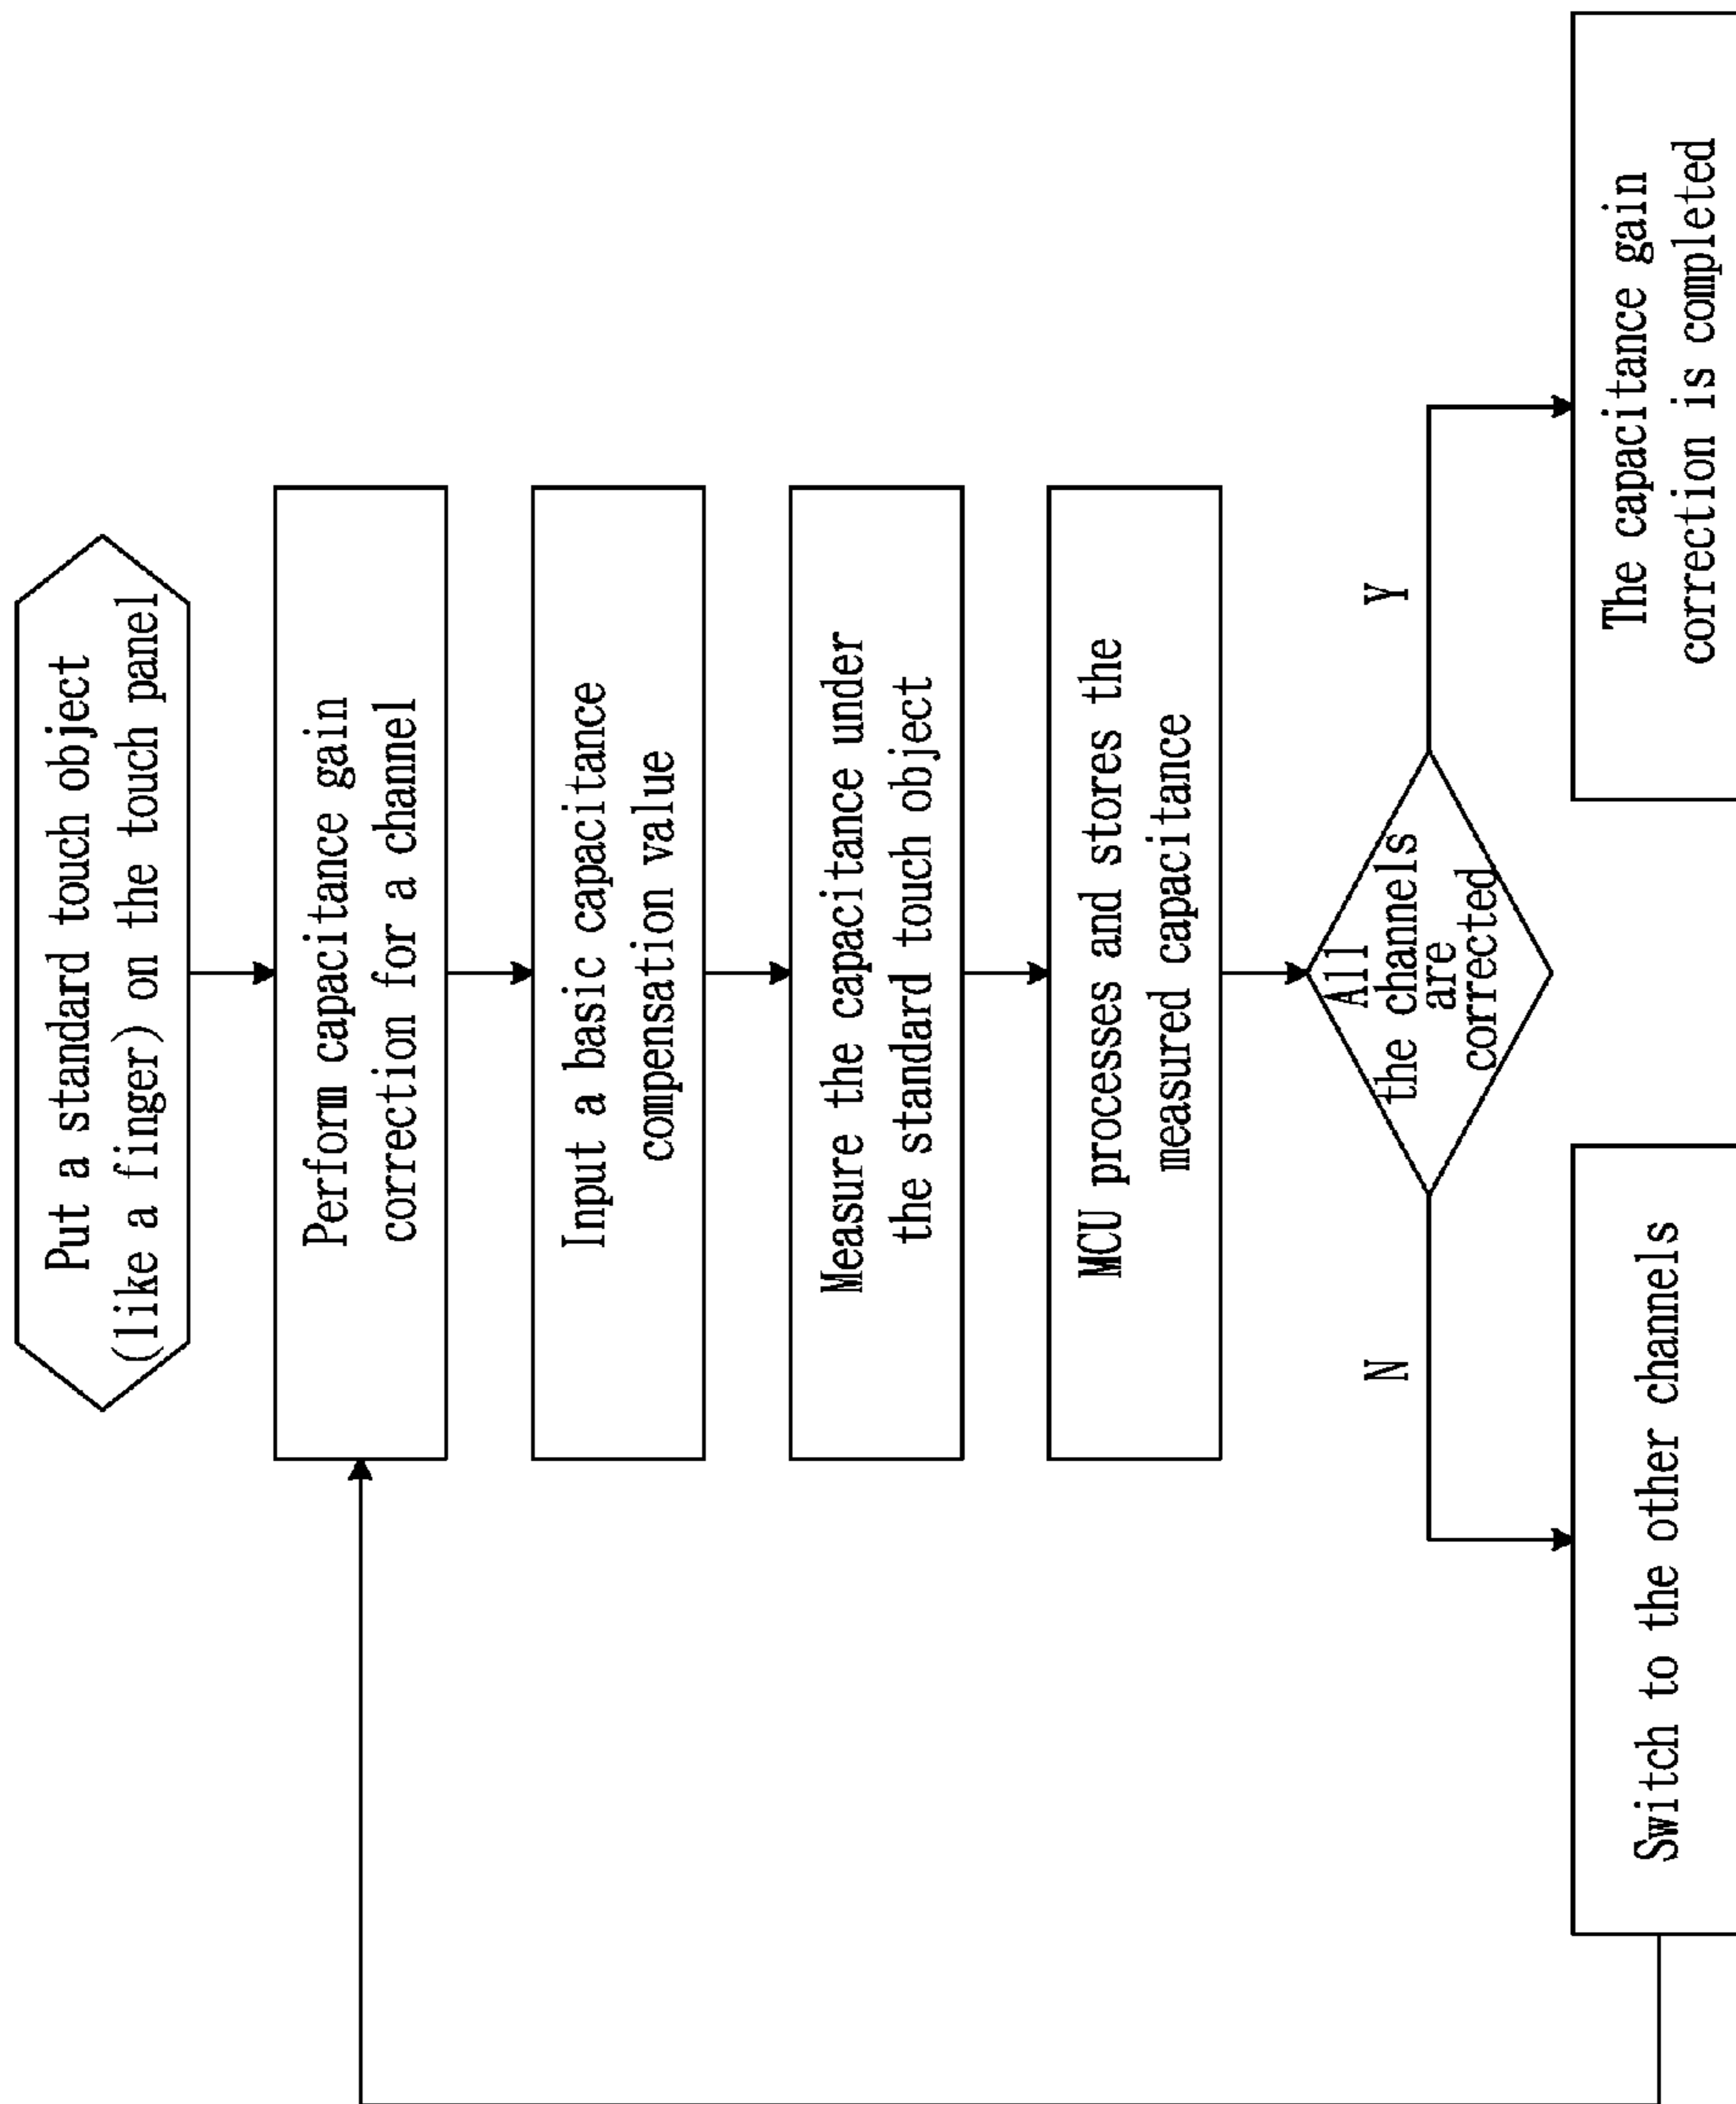 Put a standard touch object
(like a finger) on the touch panel
Perform capacitance gain
correction for a channel
Input a basic capacitance
compensation value
Measure the capacitance under
the standard touch object
MCU processes and stores the
measured capacitance
All
the channels
are
corrected
N
Y
Switch to the other channels
The capacitance gain
correction is completed